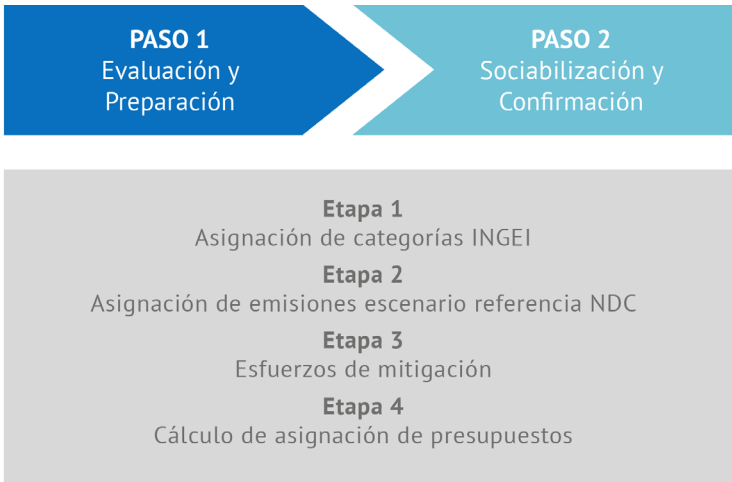 PASO 1
Evaluación y
Preparación
PASO 2
Sociabilización y
Confirmación
Etapa 1
Asignación de categorías INGEI
Etapa 2
Asignación de emisiones escenario referencia NDC
Etapa 3
Esfuerzos de mitigación
Etapa 4
Cálculo de asignación de presupuestos